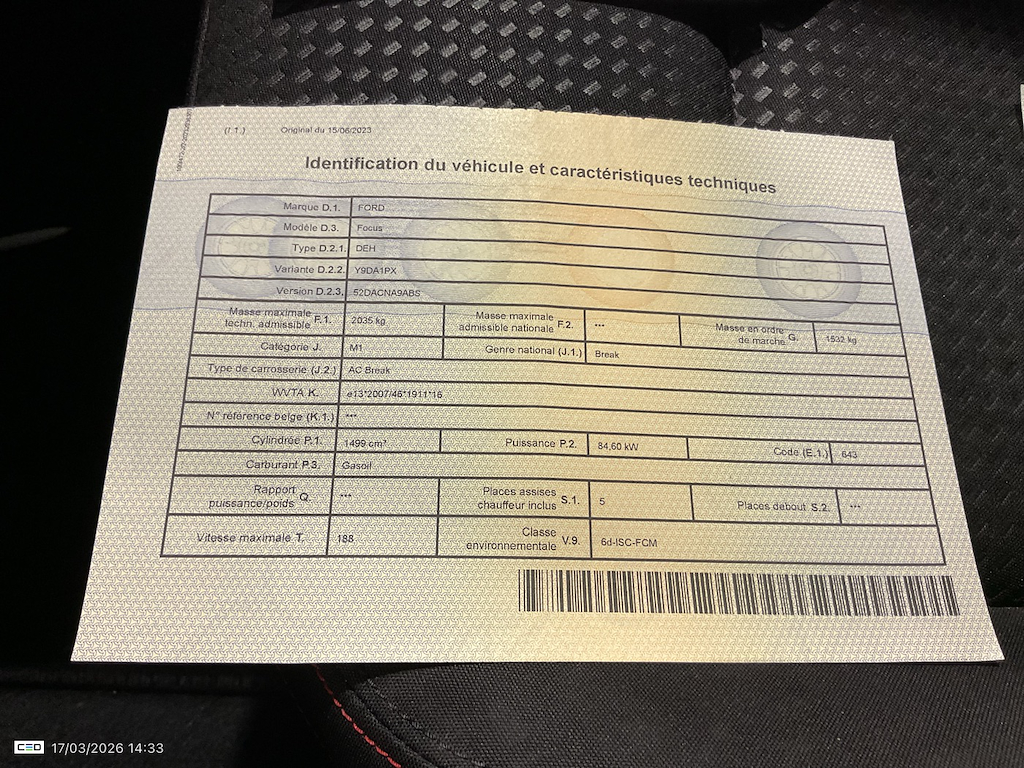 (I.1.) Original du 15/06/2023
Identification du véhicule et caractéristiques techniques
Marque D.1. FORD
Modèle D.3. Focus
Type D.2.1. DEH
Variante D.2.2. Y9DA1PX
Version D.2.3. 52DACNA9ABS
Masse maximale techn. admissible F.1. 2035 kg Masse maximale admissible nationale F.2. *** Masse en ordre de marche G. 1532 kg
Catégorie J. M1 Genre national (J.1.) Break
Type de carrosserie (J.2.) AC Break
WVTA K. e13*2007/46*1911*16
N° référence belge (K.1.) ***
Cylindrée P.1. 1499 cm³ Puissance P.2. 84,60 kW Code (E.1.) 643
Carburant P.3. Gasoil
Rapport puissance/poids Q. *** Places assises chauffeur inclus S.1. 5 Places debout S.2. ***
Vitesse maximale T. 188 Classe environnementale V.9. 6d-ISC-FCM
CEO 17/03/2026 14:33